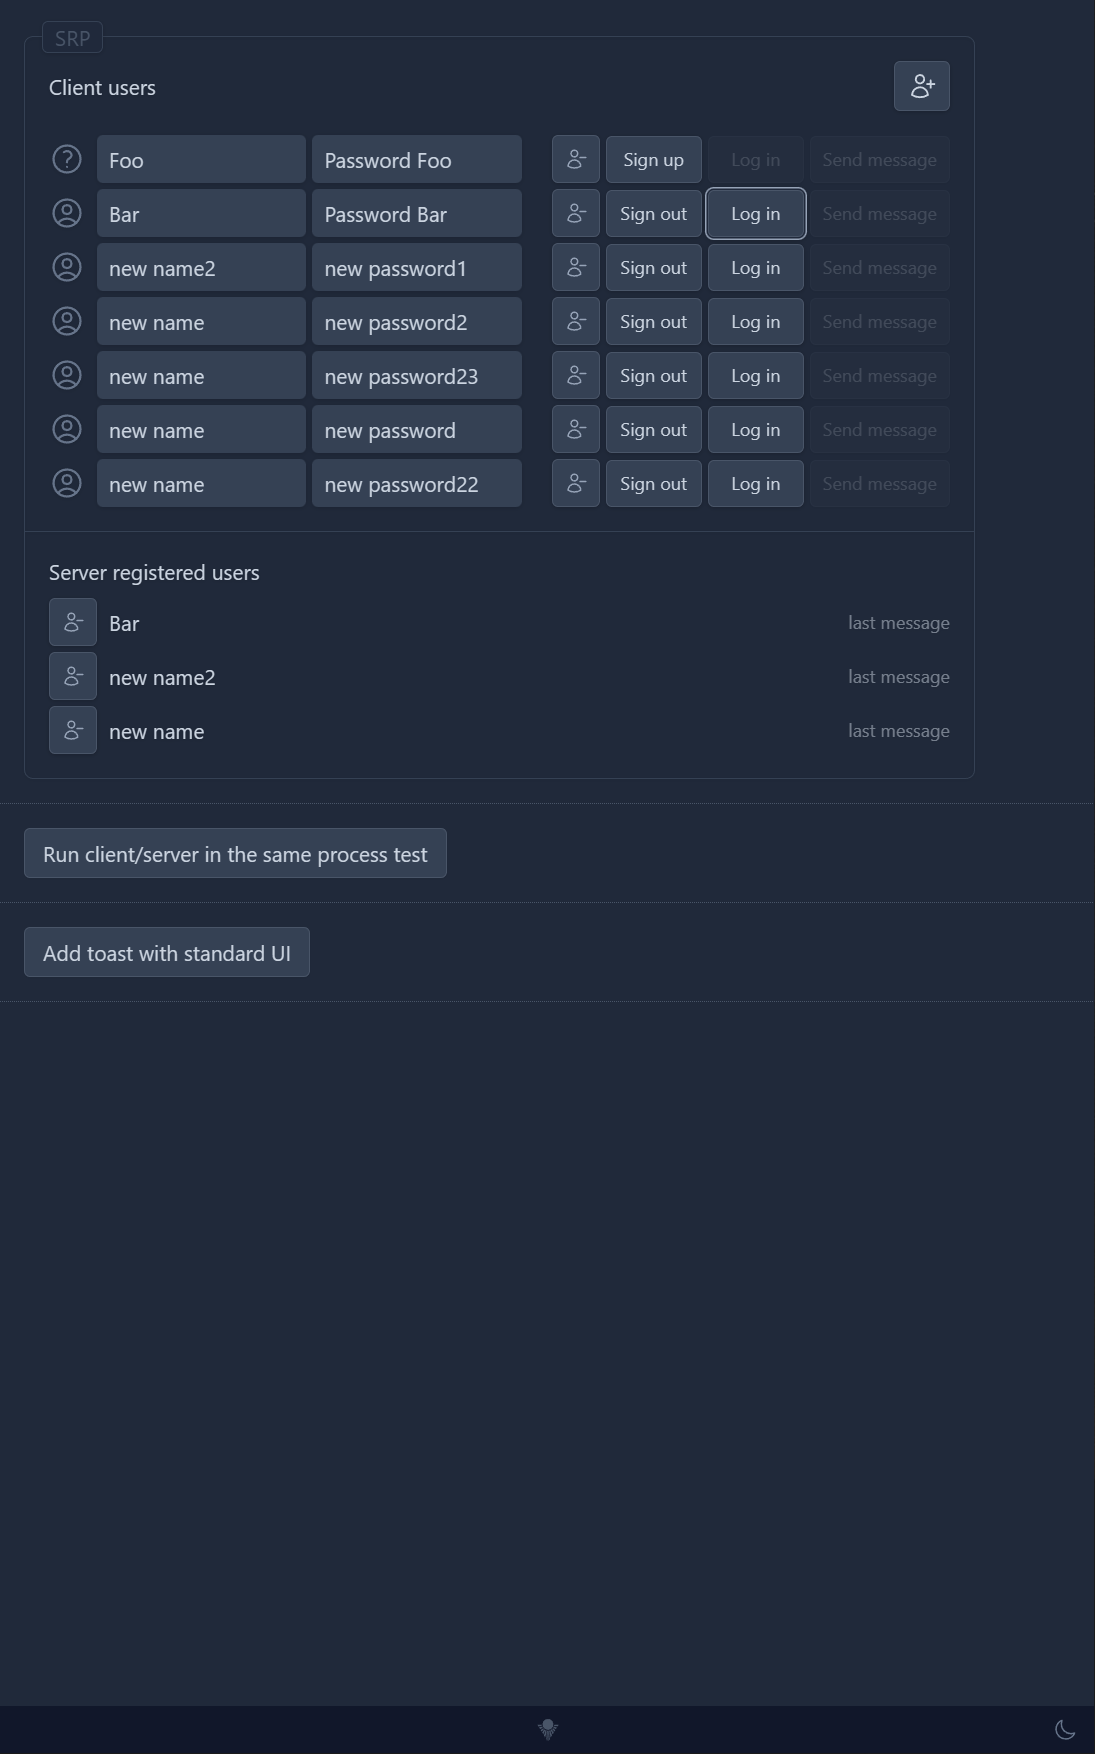 SRP
Client users
Foo Password Foo Sign up Log in Send message
Bar Password Bar Sign out Log in Send message
new name2 new password1 Sign out Log in Send message
new name new password2 Sign out Log in Send message
new name new password23 Sign out Log in Send message
new name new password Sign out Log in Send message
new name new password22 Sign out Log in Send message
Server registered users
Bar last message
new name2 last message
new name last message
Run client/server in the same process test
Add toast with standard UI